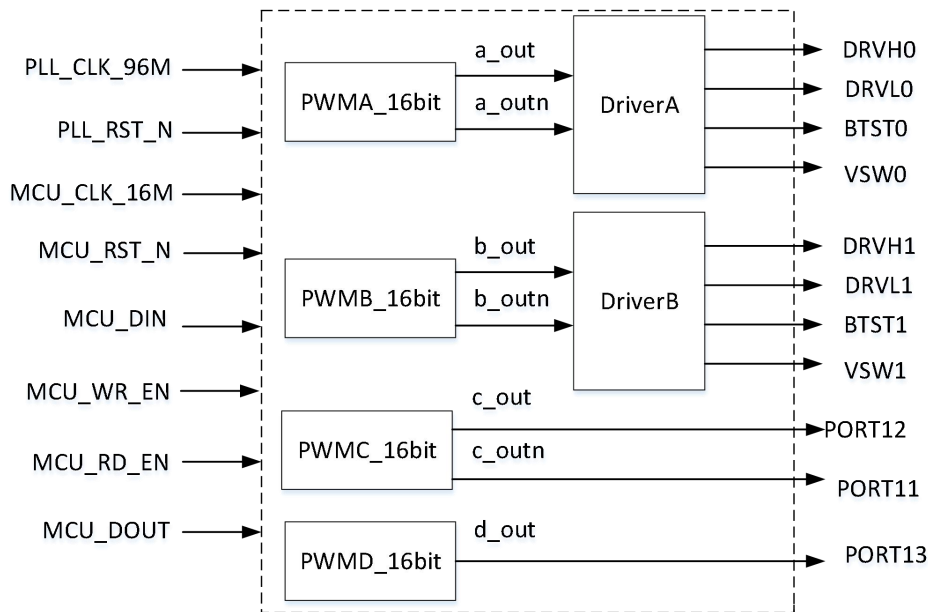 PLL_CLK_96M
PLL_RST_N
MCU_CLK_16M
MCU_RST_N
MCU_DIN
MCU_WR_EN
MCU_RD_EN
MCU_DOUT
PWMA_16bit
a_out
a_outn
DriverA
DRVH0
DRVL0
BTST0
VSW0
PWMB_16bit
b_out
b_outn
DriverB
DRVH1
DRVL1
BTST1
VSW1
PWMC_16bit
c_out
c_outn
PORT12
PORT11
PWMD_16bit
d_out
PORT13